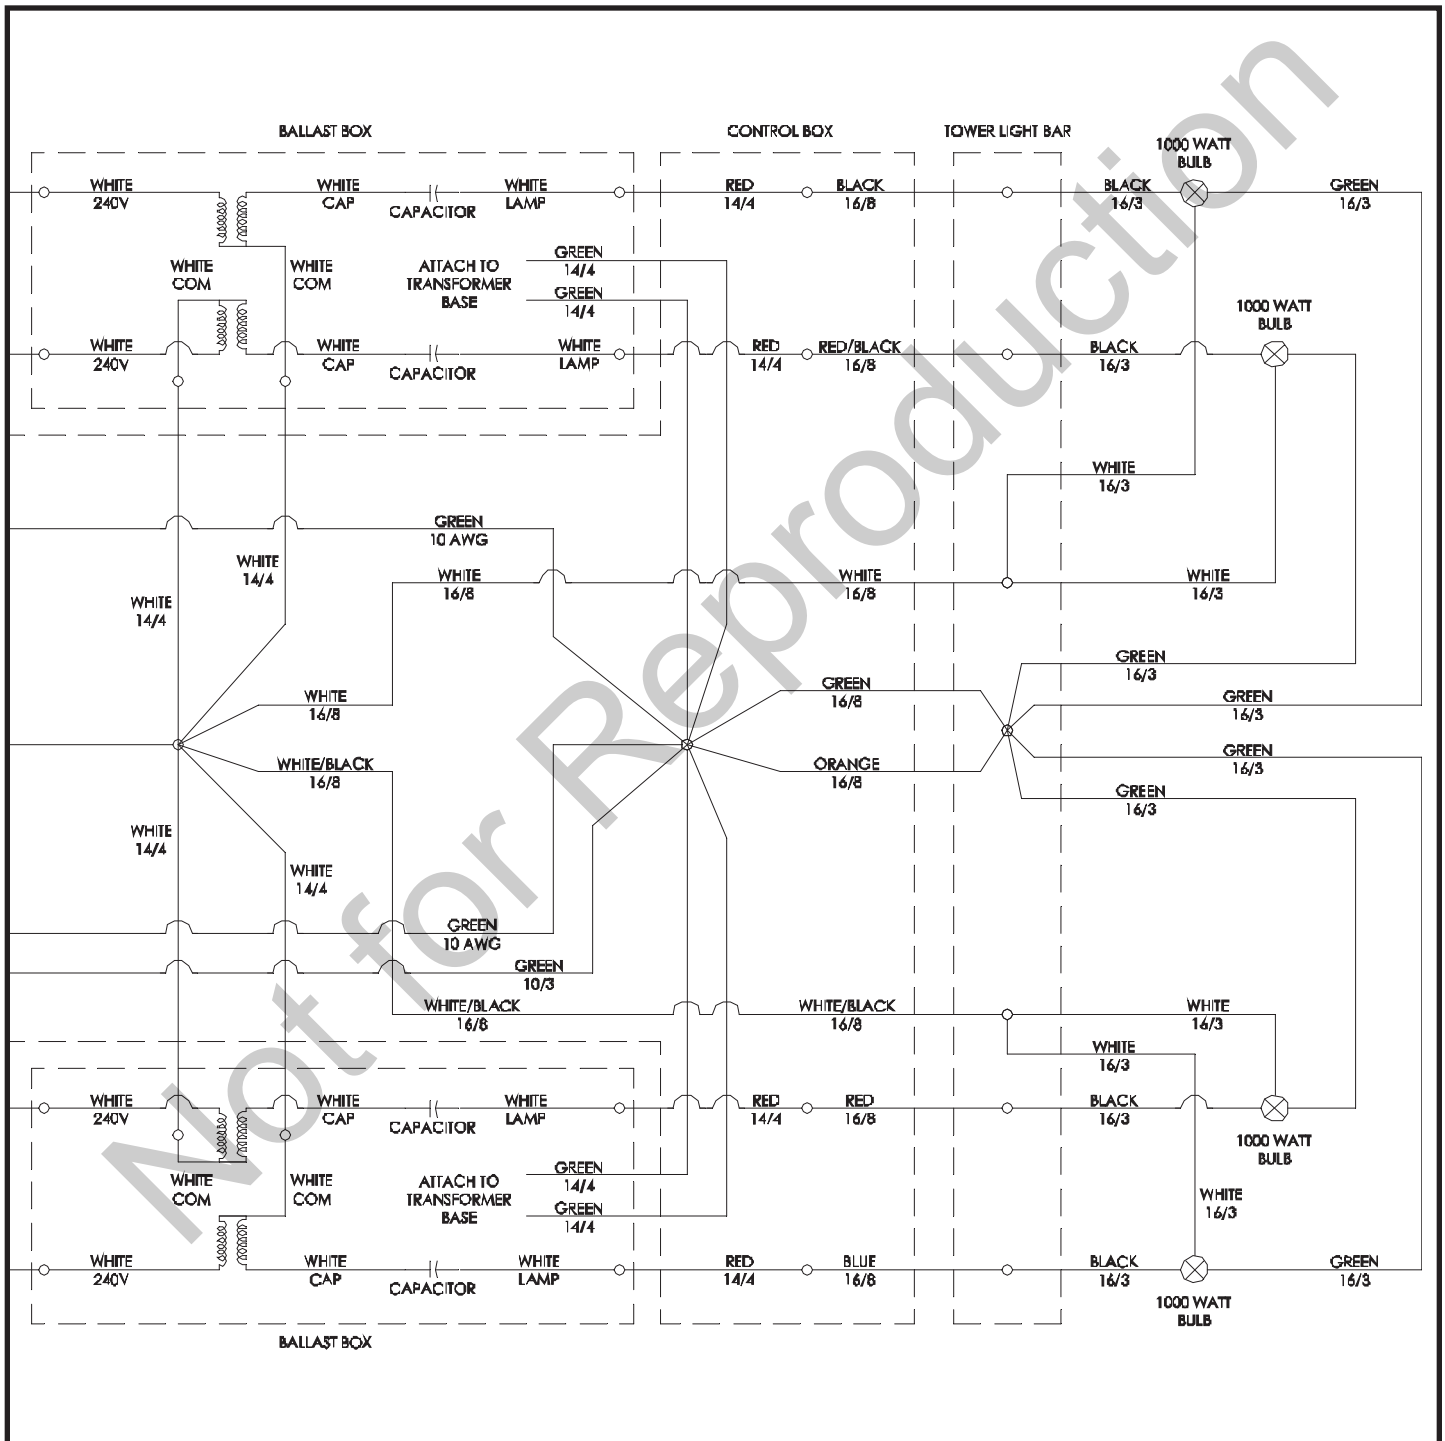 BALLAST BOX
CONTROL BOX
TOWER LIGHT BAR
1000 WATT
BULB
WHITE
240V
WHITE
CAP
CAPACITOR
WHITE
LAMP
RED
14/4
BLACK
16/8
BLACK
16/3
GREEN
16/3
WHITE
COM
WHITE
COM
ATTACH TO
TRANSFORMER
BASE
GREEN
14/4
GREEN
14/4
1000 WATT
BULB
WHITE
240V
WHITE
CAP
CAPACITOR
WHITE
LAMP
RED
14/4
RED/BLACK
16/8
BLACK
16/3
WHITE
16/3
GREEN
10 AWG
WHITE
14/4
WHITE
16/8
WHITE
16/8
WHITE
16/3
WHITE
14/4
GREEN
16/3
WHITE
16/8
GREEN
16/8
GREEN
16/3
WHITE/BLACK
16/8
ORANGE
16/8
GREEN
16/3
GREEN
16/3
WHITE
14/4
WHITE
14/4
GREEN
10 AWG
GREEN
10/3
WHITE/BLACK
16/8
WHITE/BLACK
16/8
WHITE
16/3
WHITE
16/3
WHITE
240V
WHITE
CAP
CAPACITOR
WHITE
LAMP
RED
14/4
RED
16/8
BLACK
16/3
1000 WATT
BULB
WHITE
COM
WHITE
COM
ATTACH TO
TRANSFORMER
BASE
GREEN
14/4
GREEN
14/4
WHITE
16/3
WHITE
240V
WHITE
CAP
CAPACITOR
WHITE
LAMP
RED
14/4
BLUE
16/8
BLACK
16/3
GREEN
16/3
1000 WATT
BULB
BALLAST BOX
Not for Reproduction